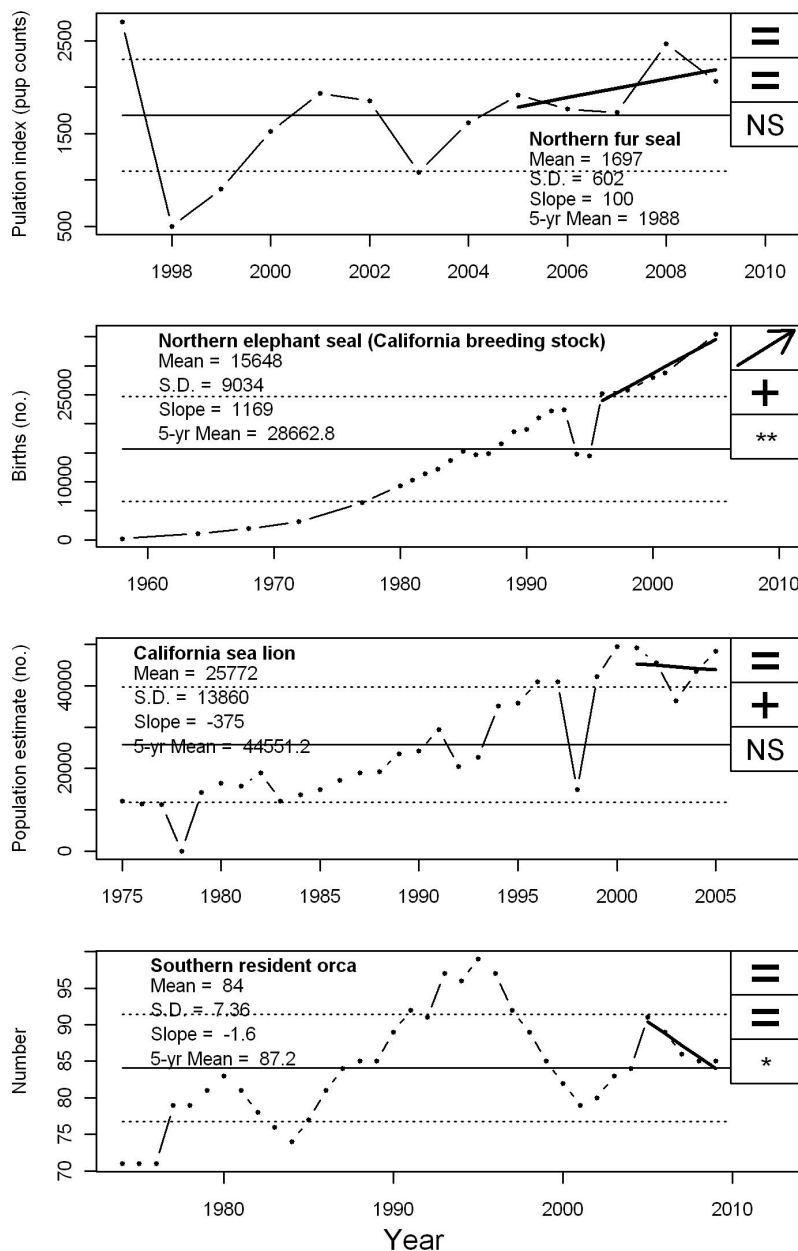 Pulation index (pup counts)
2500
1500
500
Northern fur seal
Mean = 1697
S.D. = 602
Slope = 100
5-yr Mean = 1988
=
=
NS
1998 2000 2002 2004 2006 2008 2010
Births (no.)
25000
10000
0
Northern elephant seal (California breeding stock)
Mean = 15648
S.D. = 9034
Slope = 1169
5-yr Mean = 28662.8
+
**
1960 1970 1980 1990 2000 2010
Population estimate (no.)
40000
20000
0
California sea lion
Mean = 25772
S.D. = 13860
Slope = -375
5-yr Mean = 44551.2
=
+
NS
1975 1980 1985 1990 1995 2000 2005
Number
95
90
85
80
75
70
Southern resident orca
Mean = 84
S.D. = 7.36
Slope = -1.6
5-yr Mean = 87.2
=
=
*
1980 1990 2000 2010
Year